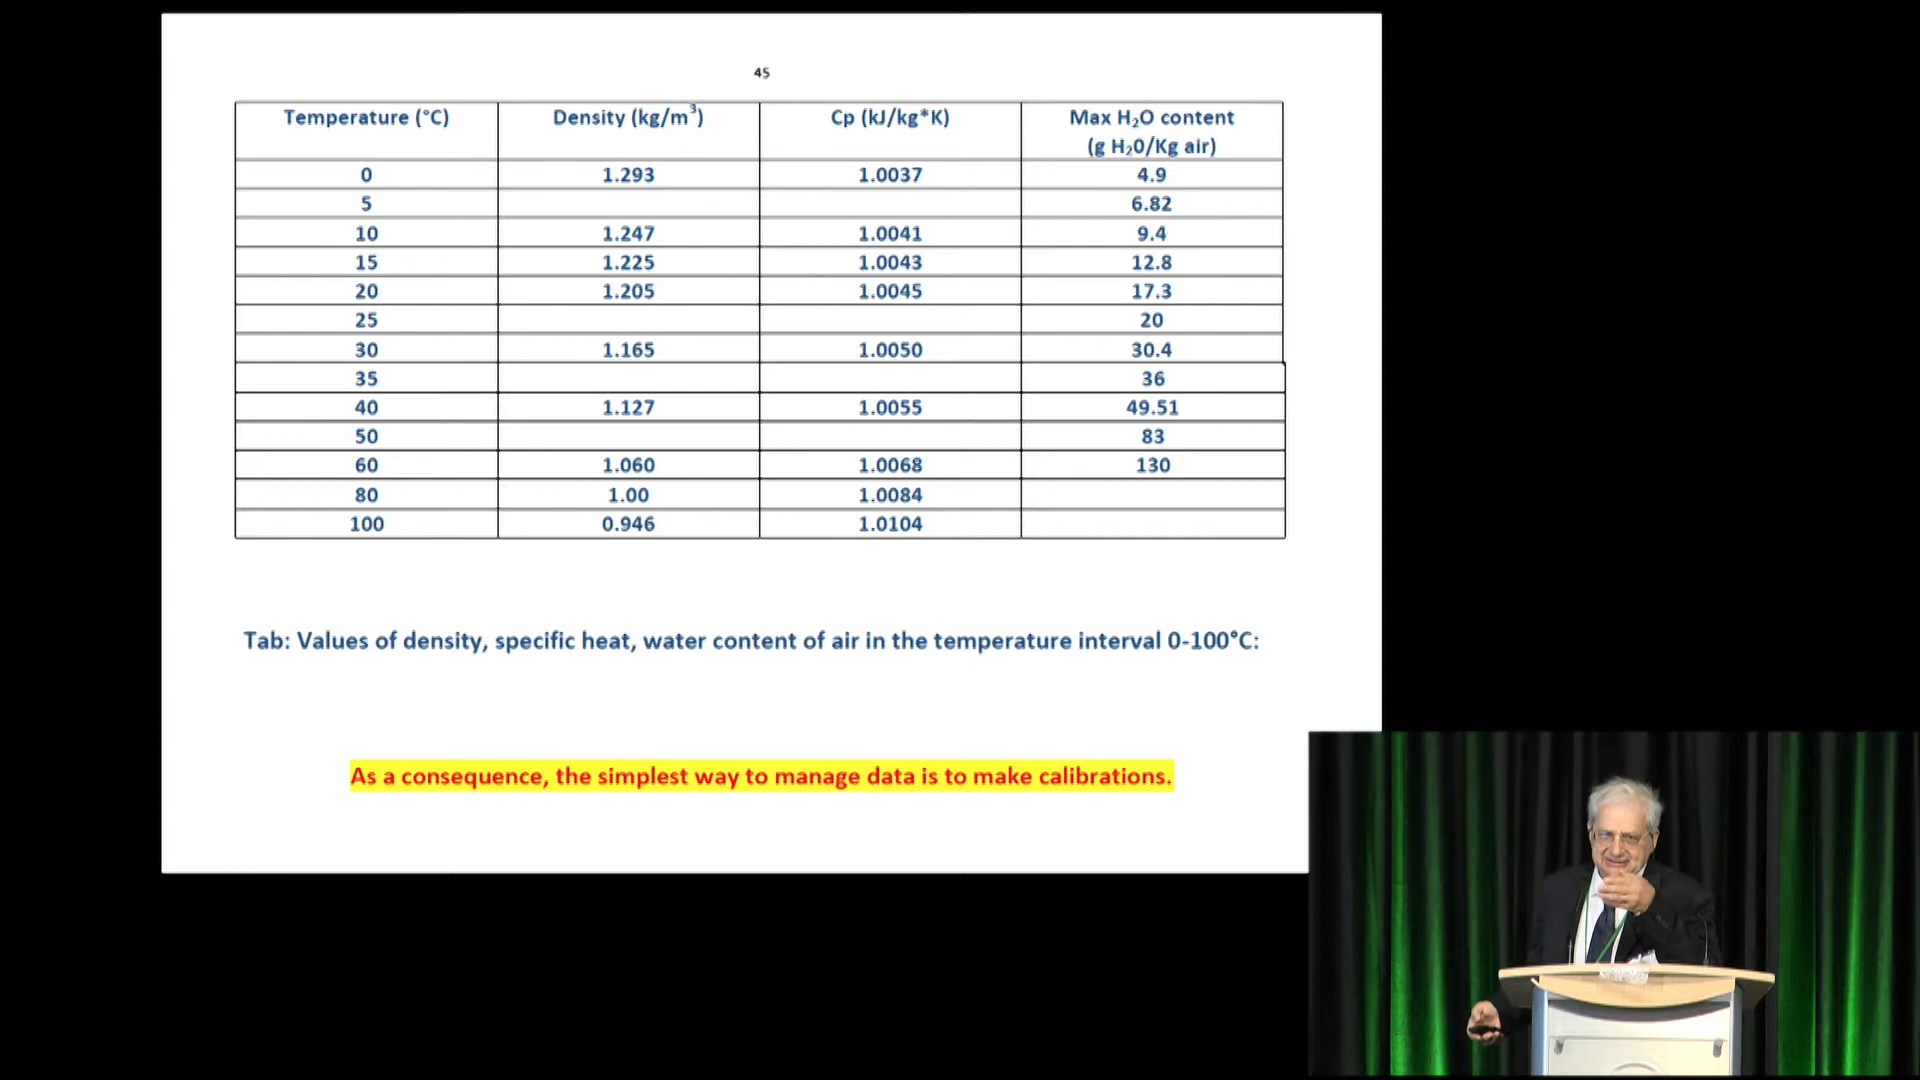 45
Temperature (°C) Density (kg/m³) Cp (kJ/kg*K) Max H₂O content
(g H₂0/Kg air)
0 1.293 1.0037 4.9
5 6.82
10 1.247 1.0041 9.4
15 1.225 1.0043 12.8
20 1.205 1.0045 17.3
25 20
30 1.165 1.0050 30.4
35 36
40 1.127 1.0055 49.51
50 83
60 1.060 1.0068 130
80 1.00 1.0084
100 0.946 1.0104
Tab: Values of density, specific heat, water content of air in the temperature interval 0-100°C:
As a consequence, the simplest way to manage data is to make calibrations.